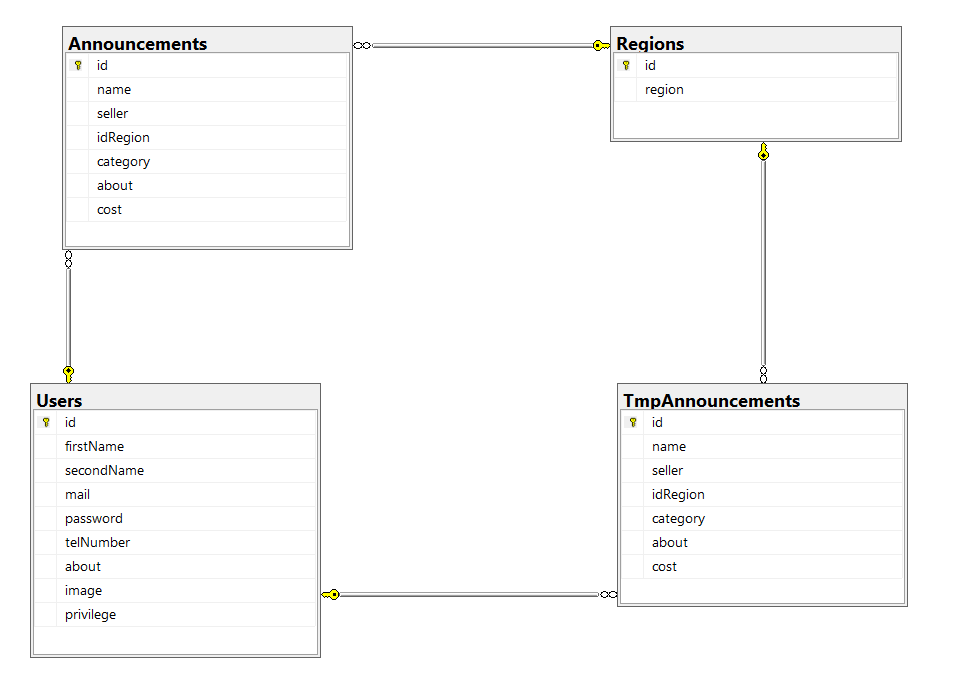 Announcements
id
name
seller
idRegion
category
about
cost
Regions
id
region
Users
id
firstName
secondName
mail
password
telNumber
about
image
privilege
TmpAnnouncements
id
name
seller
idRegion
category
about
cost